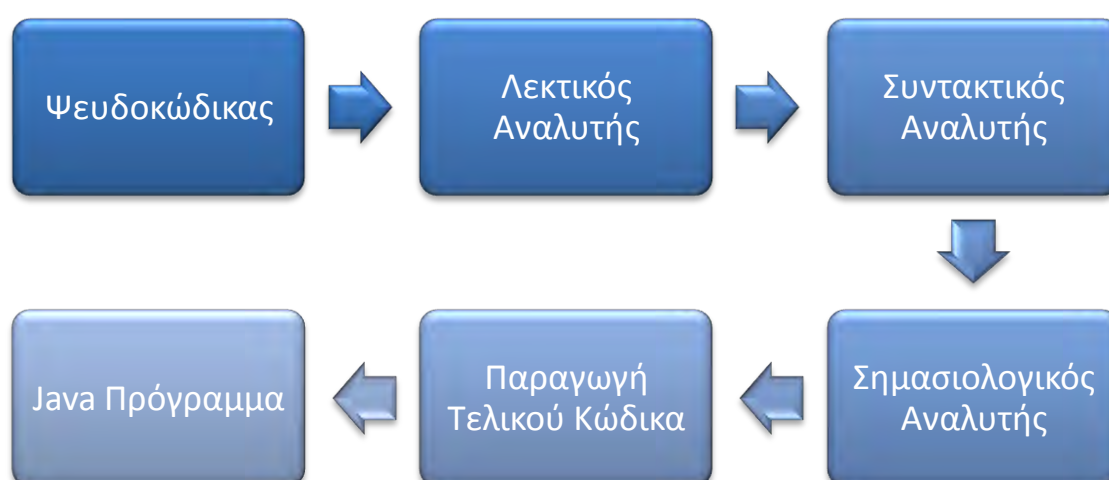 Ψευδοκώδικας
Λεκτικός
Αναλυτής
Συντακτικός
Αναλυτής
Σημασιολογικός
Αναλυτής
Παραγωγή
Τελικού Κώδικα
Java Πρόγραμμα